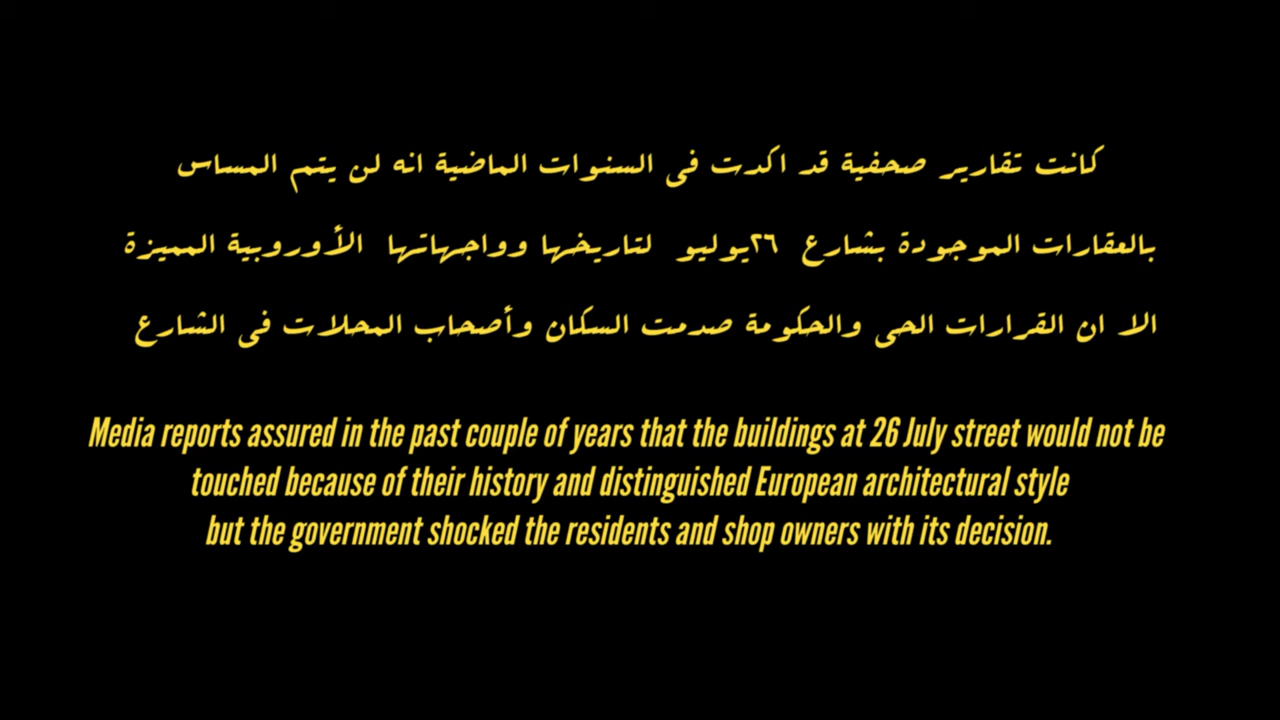 كانت تقارير صحفية قد اكدت فى السنوات الماضية انه لن يتم المساس
بالعقارات الموجودة بشارع ٢٦يوليو لتاريخها وواجهاتها الأوروبية المميزة
الا ان القرارات الحى والحكومة صدمت السكان وأصحاب المحلات فى الشارع
Media reports assured in the past couple of years that the buildings at 26 July street would not be
touched because of their history and distinguished European architectural style
but the government shocked the residents and shop owners with its decision.